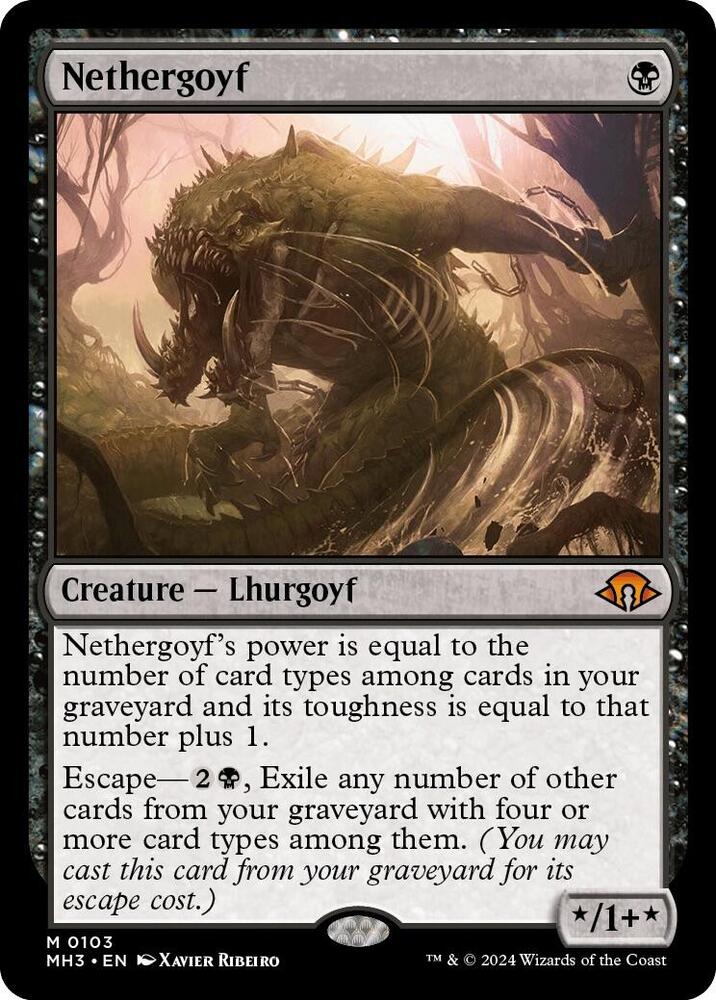 Nethergoyf
Creature — Lhurgoyf
Nethergoyf's power is equal to the
number of card types among cards in your
graveyard and its toughness is equal to that
number plus 1.
Escape—2, Exile any number of other
cards from your graveyard with four or
more card types among them. (You may
cast this card from your graveyard for its
escape cost.)
★/1+★
M 0103
MH3 • EN Xavier Ribeiro
™ & © 2024 Wizards of the Coast